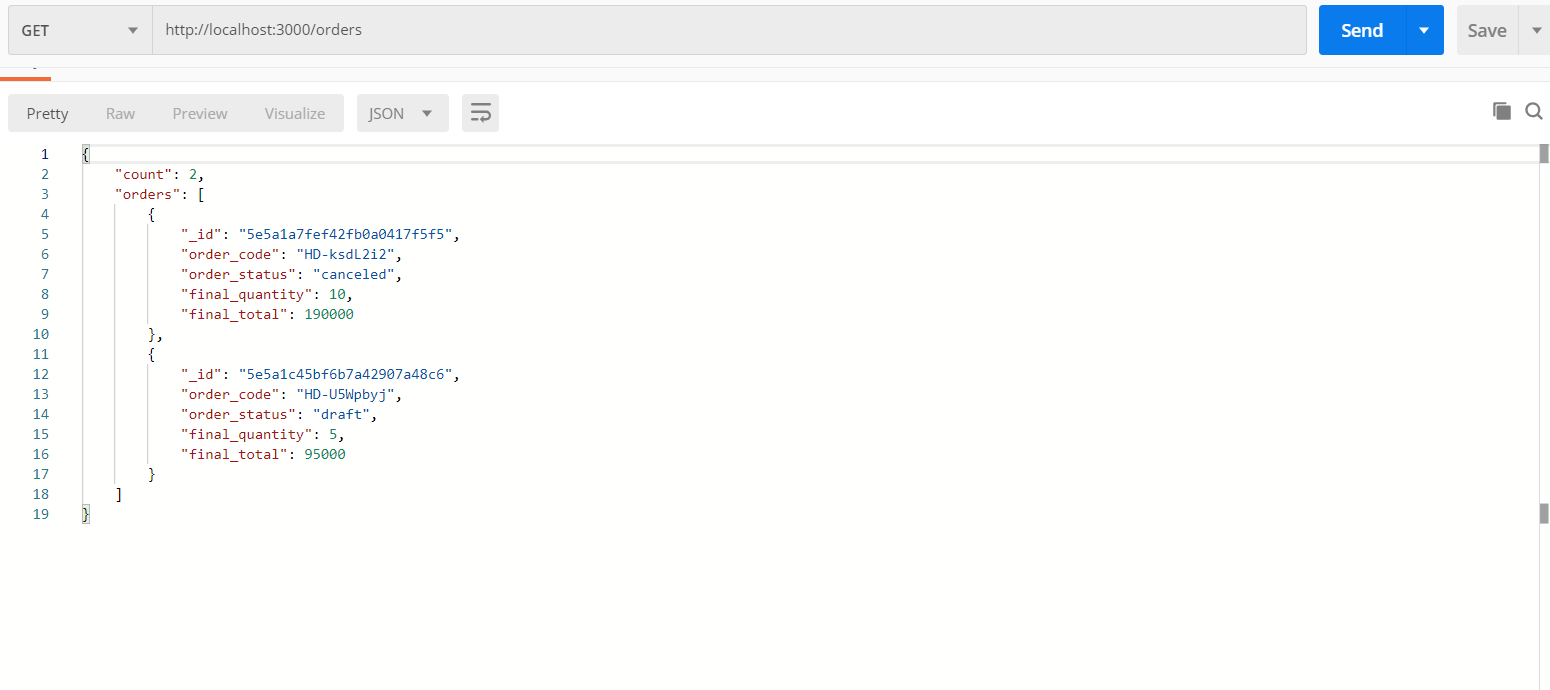 GET http://localhost:3000/orders Send Save
Pretty Raw Preview Visualize JSON
1 {
2 "count": 2,
3 "orders": [
4 {
5 "_id": "5e5a1a7fef42fb0a0417f5f5",
6 "order_code": "HD-ksdL2i2",
7 "order_status": "canceled",
8 "final_quantity": 10,
9 "final_total": 190000
10 },
11 {
12 "_id": "5e5a1c45bf6b7a42907a48c6",
13 "order_code": "HD-U5Wpbyj",
14 "order_status": "draft",
15 "final_quantity": 5,
16 "final_total": 95000
17 }
18 ]
19 }